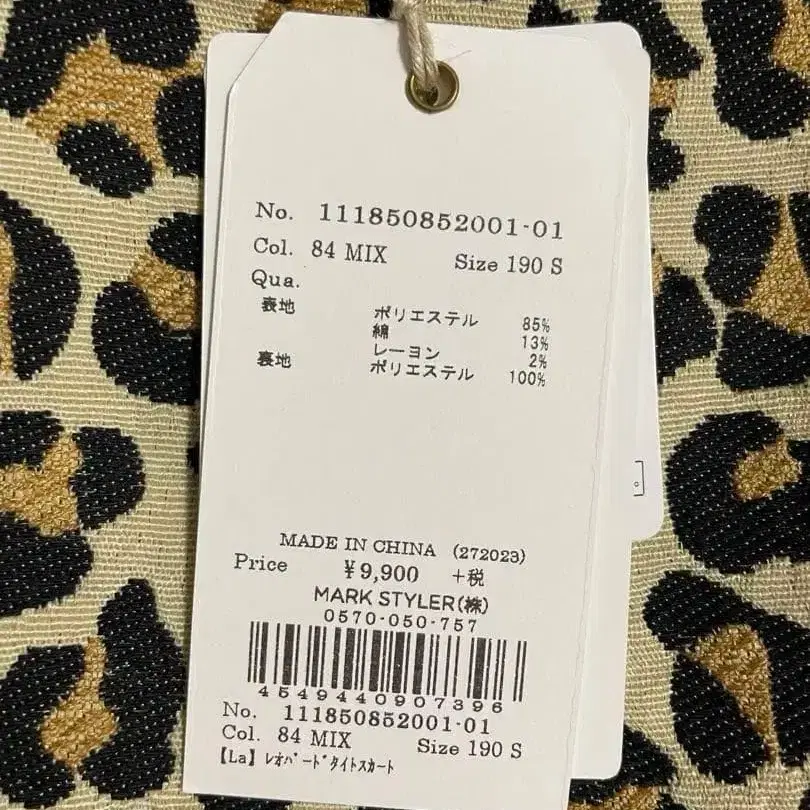 No. 111850852001-01
Col. 84 MIX Size 190 S
Qua.
表地 ポリエステル 85%
綿 13%
レーヨン 2%
裏地 ポリエステル 100%
MADE IN CHINA (272023)
Price ¥9,900 +税
MARK STYLER(株)
0570-050-757
4549440907396
No. 111850852001-01
Col. 84 MIX Size 190 S
【La】レオパードタイトスカート